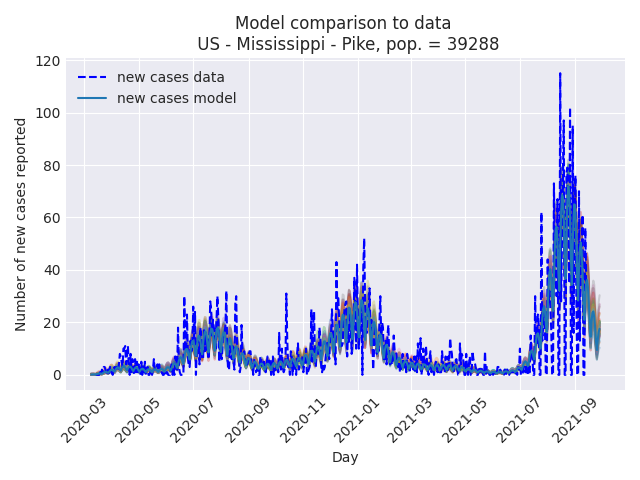 Model comparison to data
US - Mississippi - Pike, pop. = 39288
new cases data
new cases model
Number of new cases reported
120
100
80
60
40
20
0
2020-03
2020-05
2020-07
2020-09
2020-11
2021-01
2021-03
2021-05
2021-07
2021-09
Day